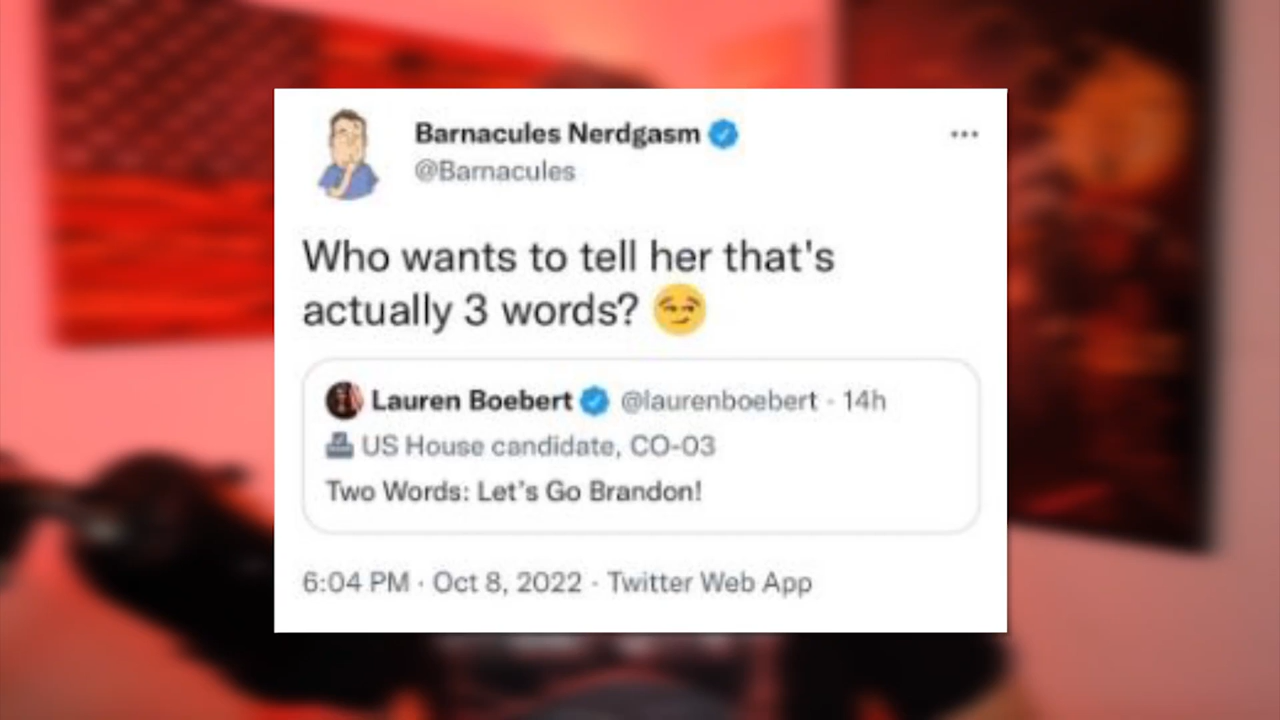 Barnacules Nerdgasm
@Barnacules
Who wants to tell her that's
actually 3 words? 😏
Lauren Boebert @laurenboebert · 14h
US House candidate, CO-03
Two Words: Let's Go Brandon!
6:04 PM · Oct 8, 2022 · Twitter Web App